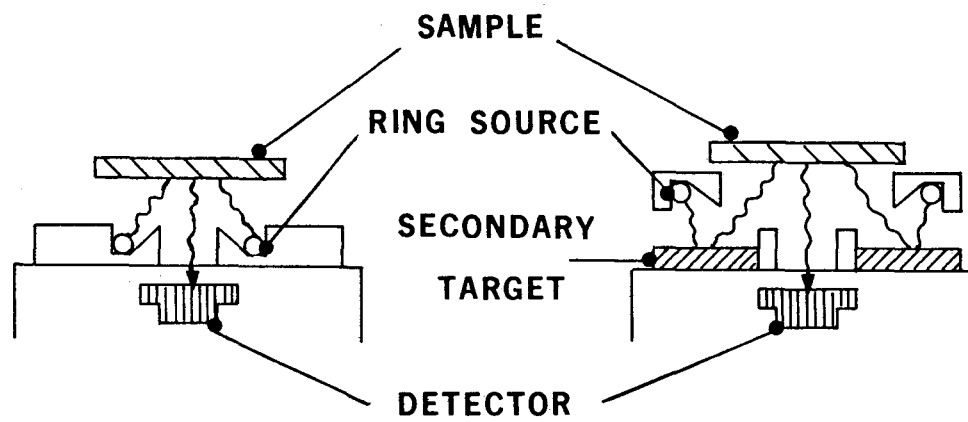 SAMPLE
RING SOURCE
SECONDARY
TARGET
DETECTOR